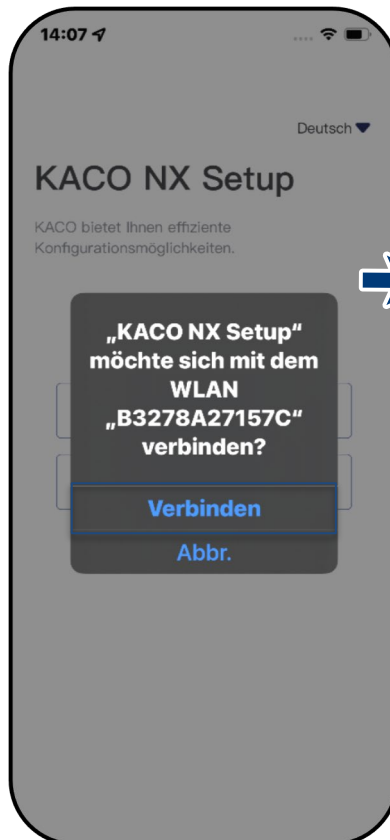 14:07
Deutsch
KACO NX Setup
KACO bietet Ihnen effiziente
Konfigurationsmöglichkeiten.
„KACO NX Setup“
möchte sich mit dem
WLAN
„B3278A27157C“
verbinden?
Verbinden
Abbr.